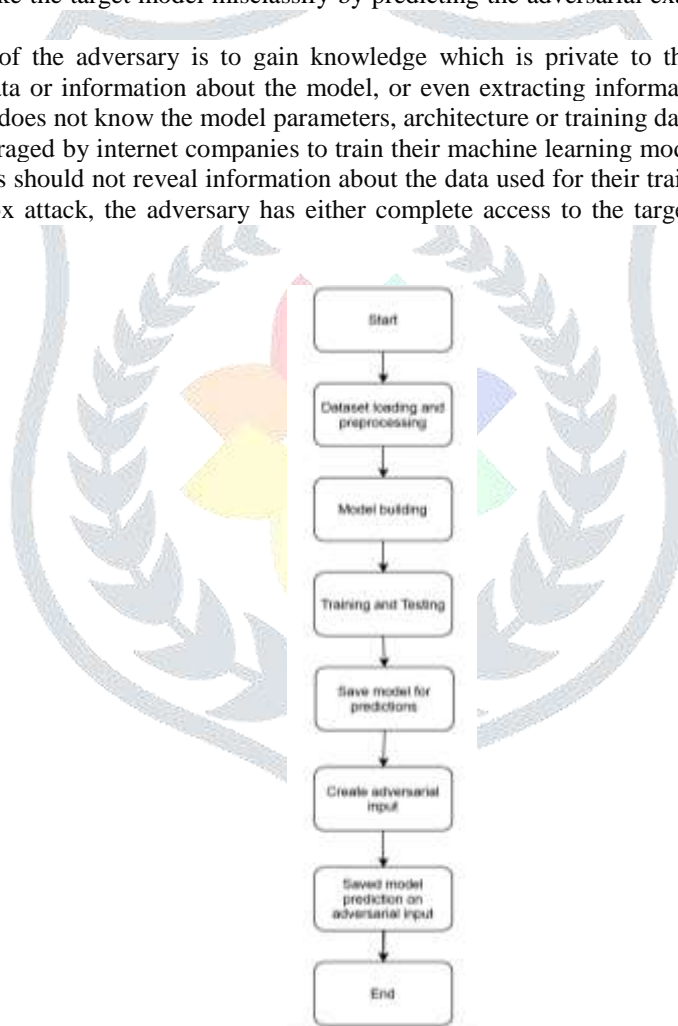 ke the target model misclassify by predicting the adversarial exa
of the adversary is to gain knowledge which is private to th
ta or information about the model, or even extracting informa
does not know the model parameters, architecture or training da
raged by internet companies to train their machine learning mod
s should not reveal information about the data used for their trai
ox attack, the adversary has either complete access to the targe
Start
Dataset loading and
preprocessing
Model building
Training and Testing
Save model for
predictions
Create adversarial
input
Saved model
prediction on
adversarial input
End